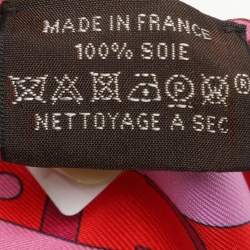 MADE IN FRANCE
100% SOIE
P W ®
NETTOYAGE A SEC